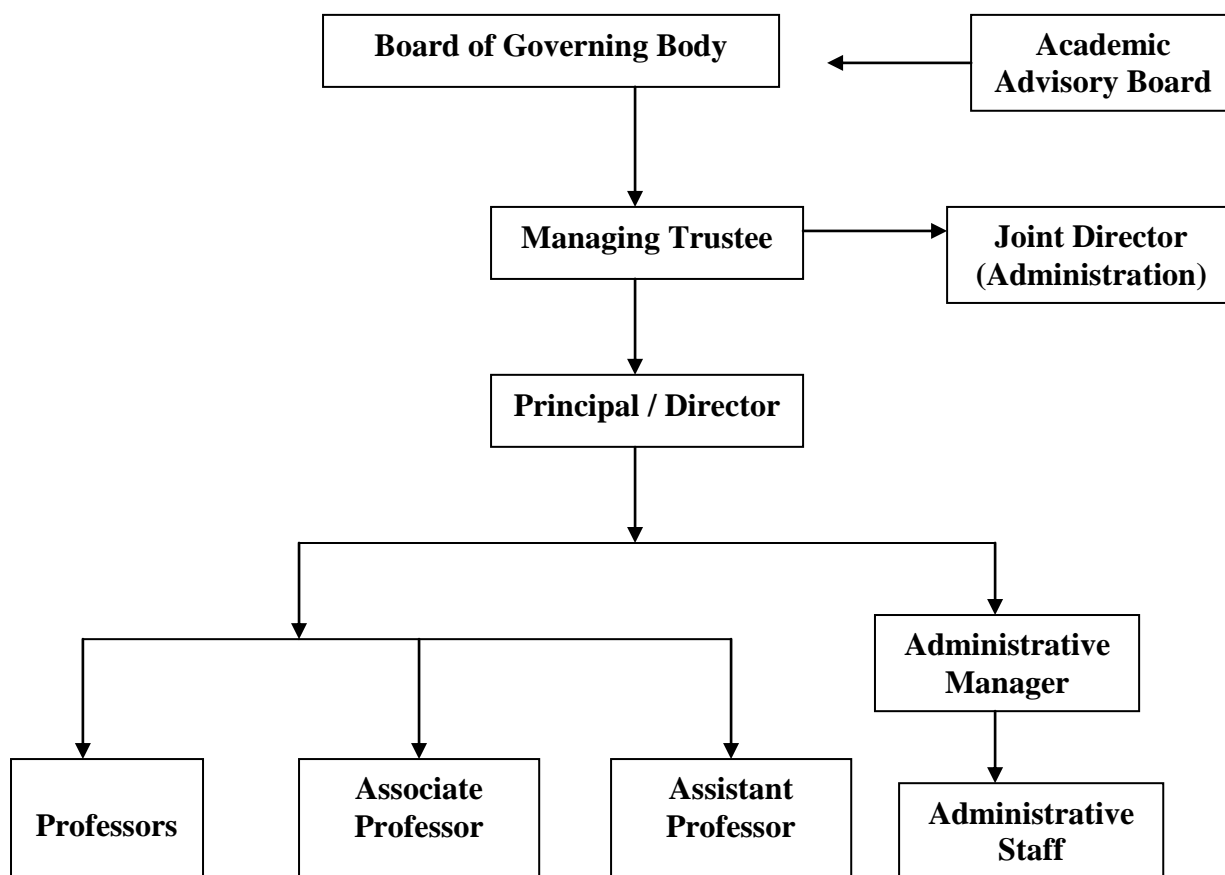 Board of Governing Body
Academic
Advisory Board
Managing Trustee
Joint Director
(Administration)
Principal / Director
Administrative
Manager
Professors
Associate
Professor
Assistant
Professor
Administrative
Staff